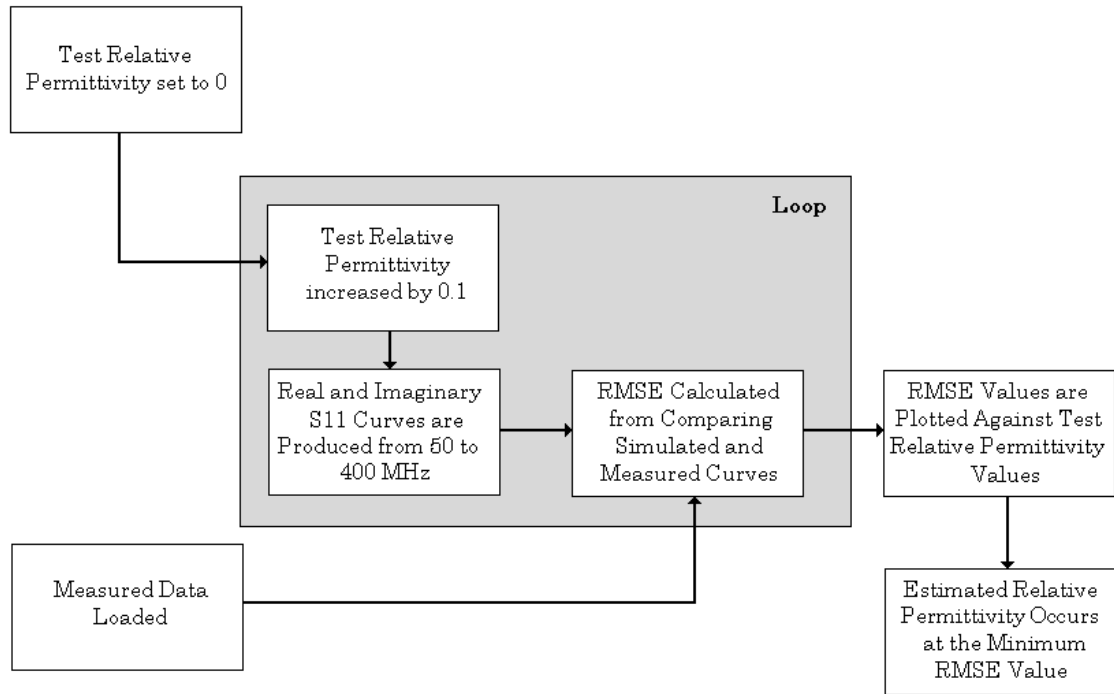 Test Relative
Permittivity set to 0
Loop
Test Relative
Permittivity
increased by 0.1
Real and Imaginary
S11 Curves are
Produced from 50 to
400 MHz
RMSE Calculated
from Comparing
Simulated and
Measured Curves
RMSE Values are
Plotted Against Test
Relative Permittivity
Values
Measured Data
Loaded
Estimated Relative
Permittivity Occurs
at the Minimum
RMSE Value